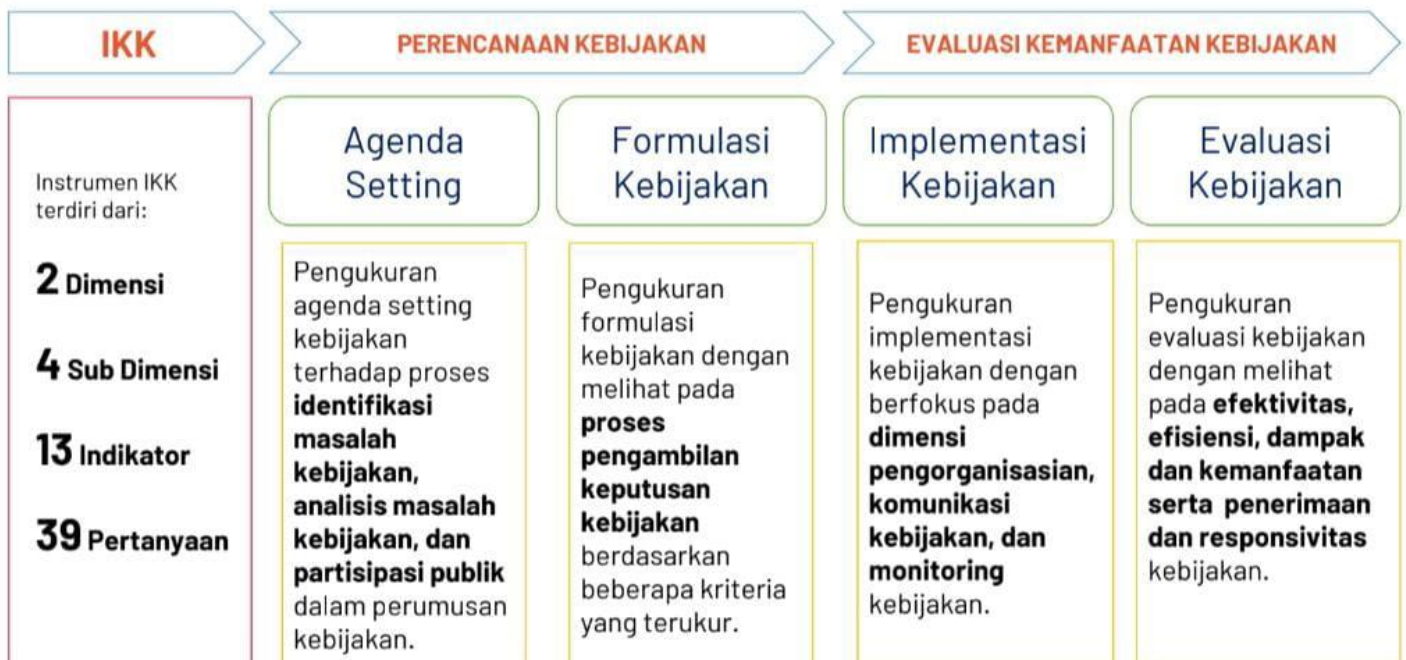 IKK
PERENCANAAN KEBIJAKAN
EVALUASI KEMANFAATAN KEBIJAKAN
Instrumen IKK
terdiri dari:
2 Dimensi
4 Sub Dimensi
13 Indikator
39 Pertanyaan
Agenda
Setting
Pengukuran
agenda setting
kebijakan
terhadap proses
identifikasi
masalah
kebijakan,
analisis masalah
kebijakan, dan
partisipasi publik
dalam perumusan
kebijakan.
Formulasi
Kebijakan
Pengukuran
formulasi
kebijakan dengan
melihat pada
proses
pengambilan
keputusan
kebijakan
berdasarkan
beberapa kriteria
yang terukur.
Implementasi
Kebijakan
Pengukuran
implementasi
kebijakan dengan
berfokus pada
dimensi
pengorganisasian,
komunikasi
kebijakan, dan
monitoring
kebijakan.
Evaluasi
Kebijakan
Pengukuran
evaluasi kebijakan
dengan melihat
pada efektivitas,
efisiensi, dampak
dan kemanfaatan
serta penerimaan
dan responsivitas
kebijakan.